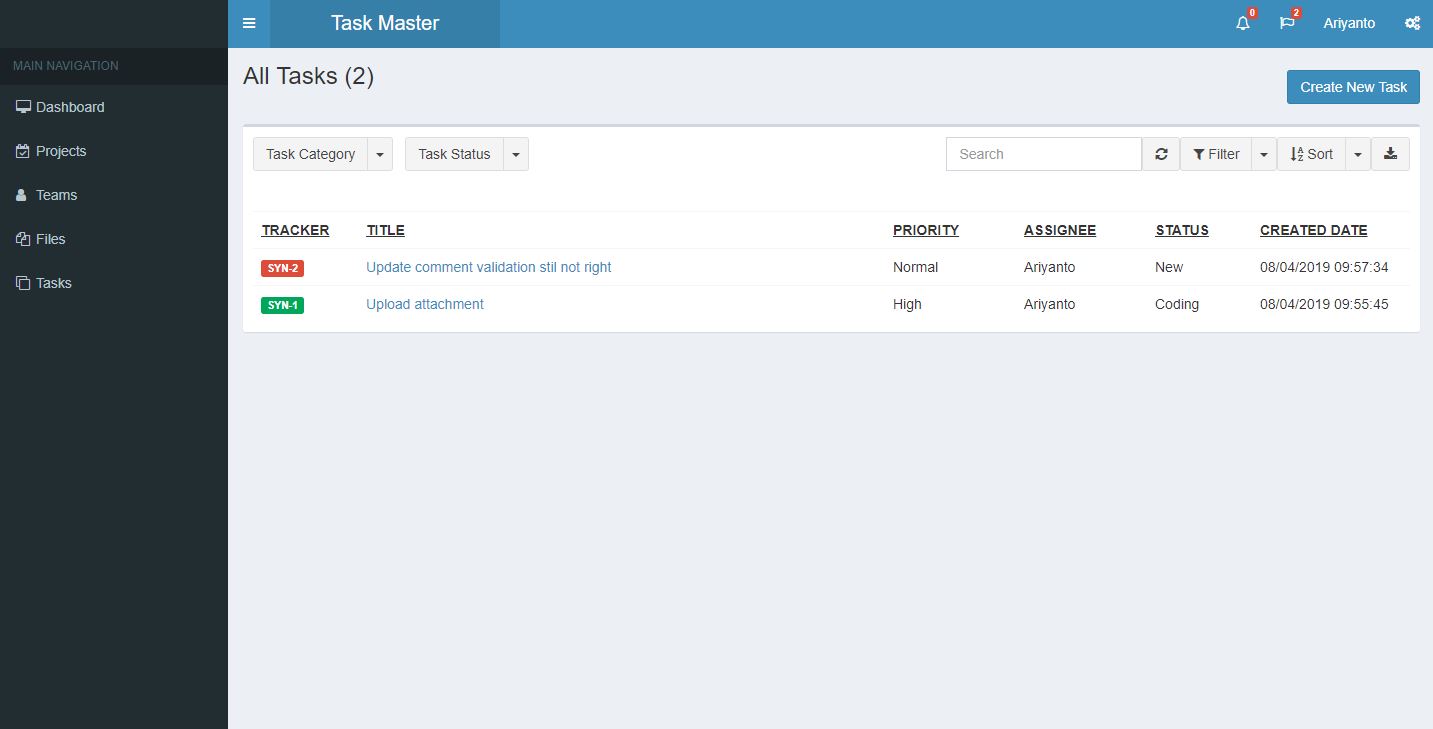 Task Master
0
2
Ariyanto
MAIN NAVIGATION
Dashboard
Projects
Teams
Files
Tasks
All Tasks (2)
Create New Task
Task Category
Task Status
Search
Filter
Sort
TRACKER TITLE PRIORITY ASSIGNEE STATUS CREATED DATE
SYN-2 Update comment validation stil not right Normal Ariyanto New 08/04/2019 09:57:34
SYN-1 Upload attachment High Ariyanto Coding 08/04/2019 09:55:45